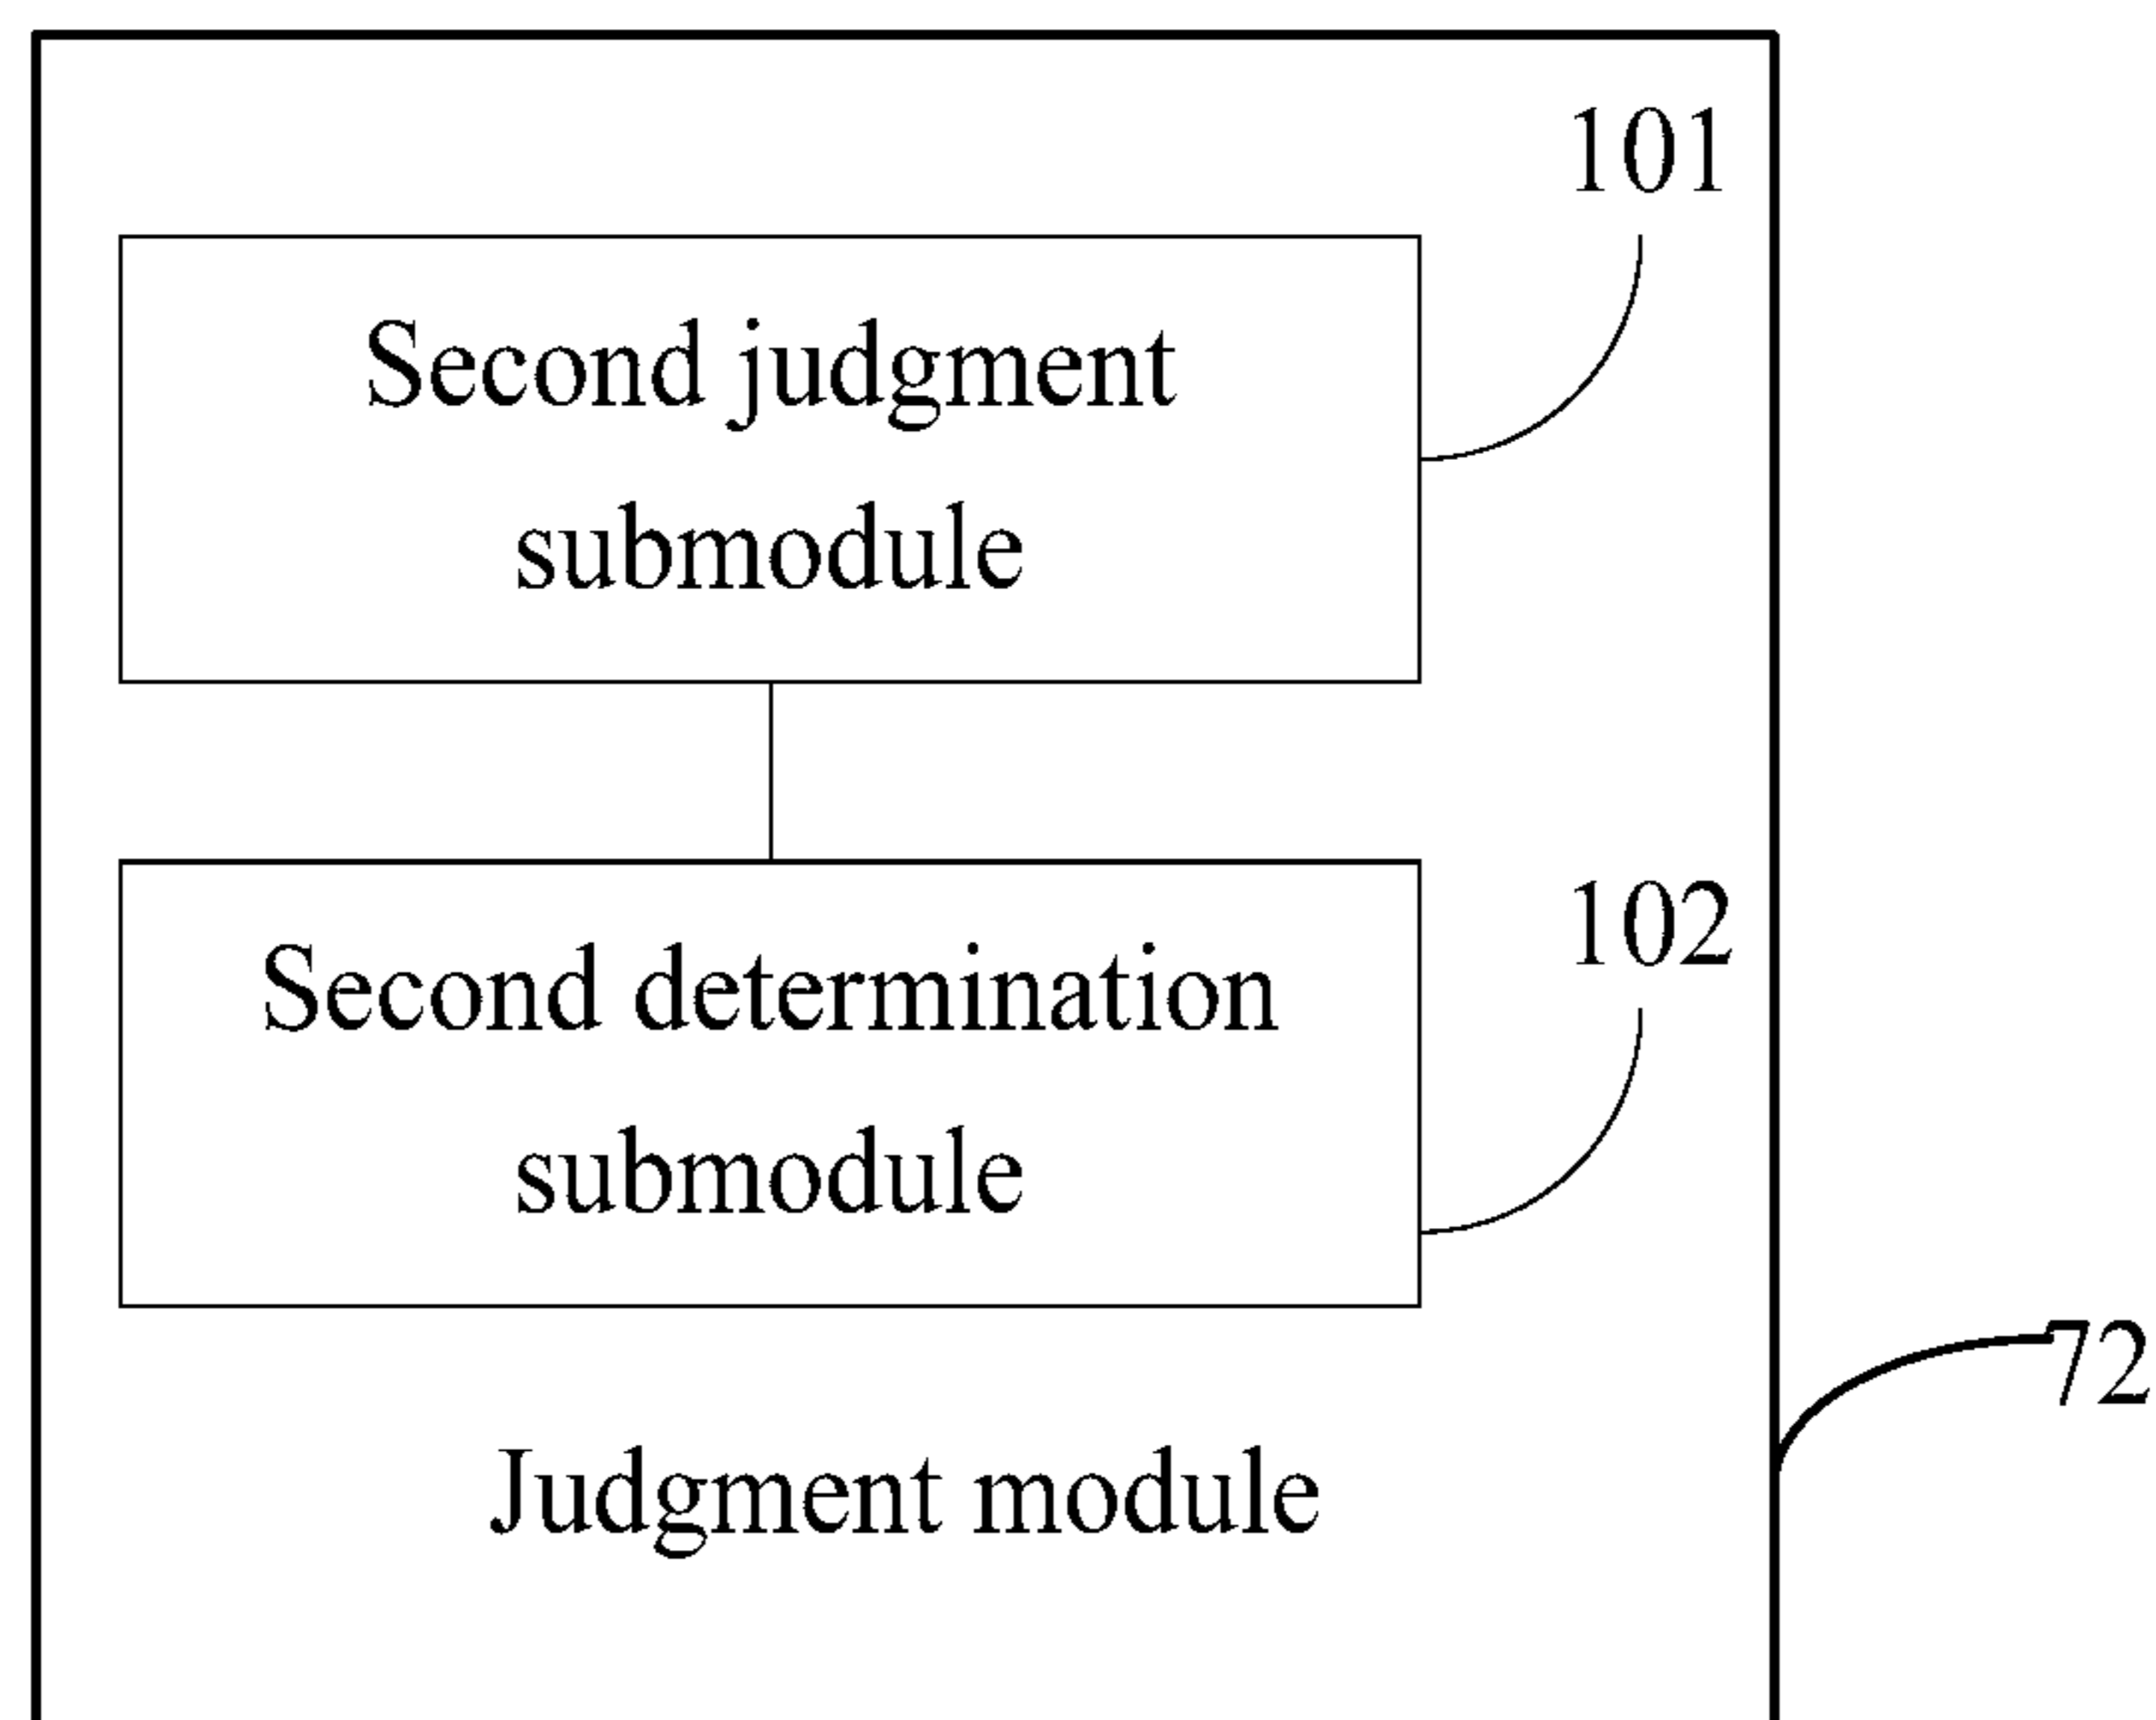 101
Second judgment
submodule
102
Second determination
submodule
72
Judgment module